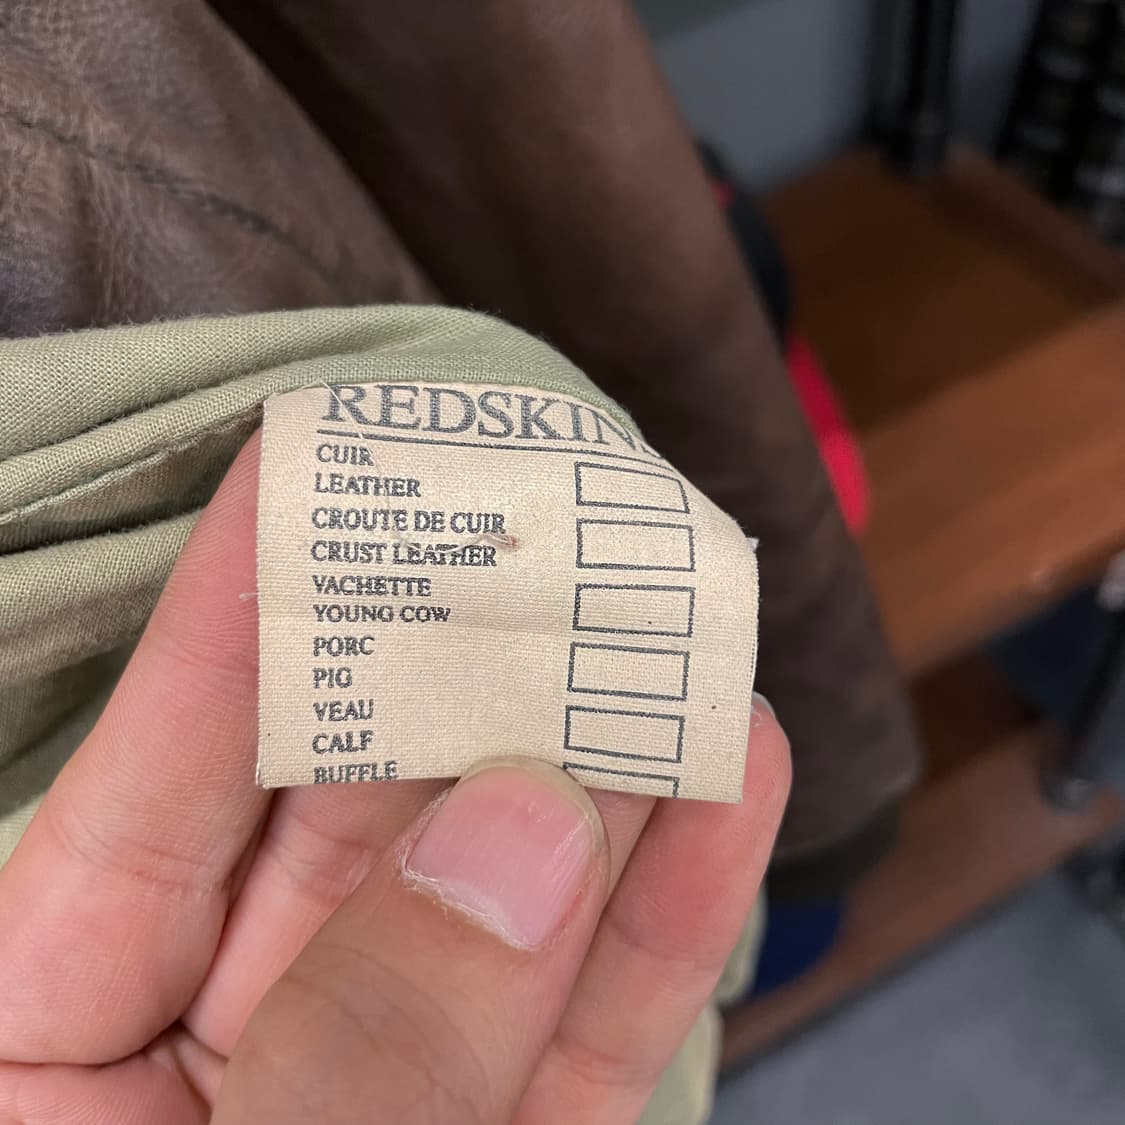 REDSKIN
CUIR
LEATHER
CROUTE DE CUIR
CRUST LEATHER
VACHETTE
YOUNG COW
PORC
PIG
VEAU
CALF
BUFFLE